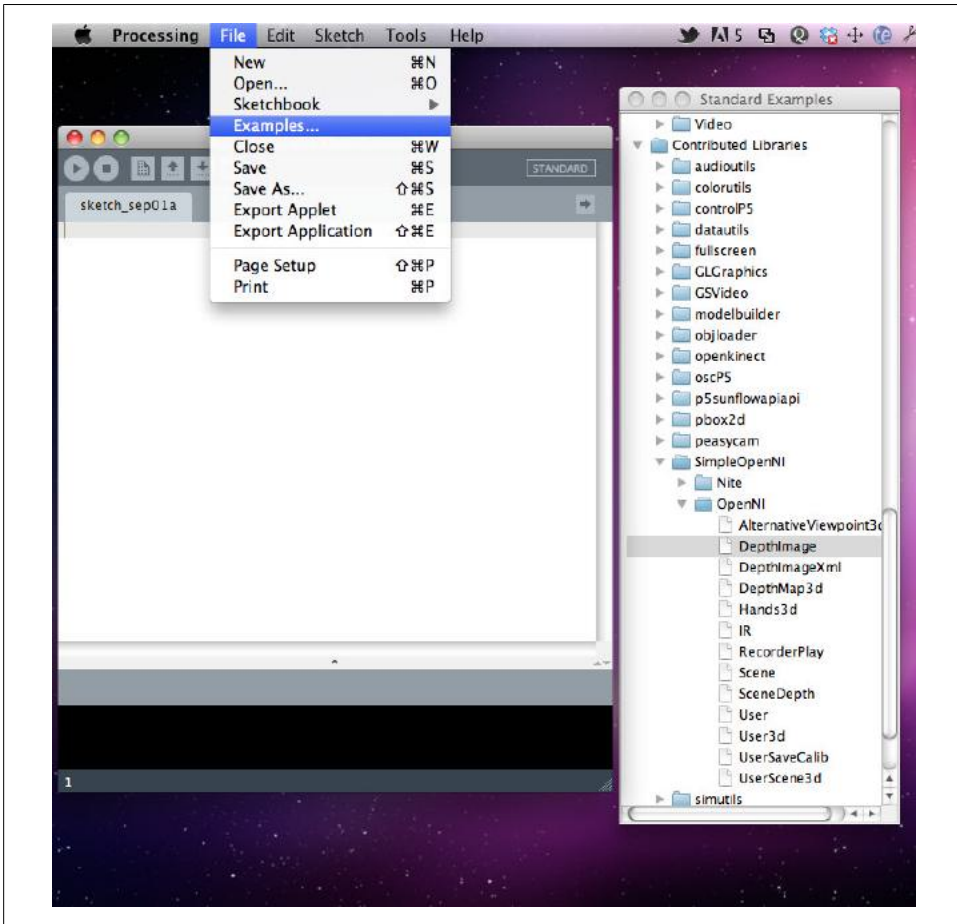 Processing File Edit Sketch Tools Help 5
New ⌘N
Open... ⌘O
Sketchbook ▶
Examples...
Close ⌘W
Save ⌘S
Save As... ⇧⌘S
Export Applet ⌘E
Export Application ⇧⌘E
Page Setup ⇧⌘P
Print ⌘P
STANDARD
sketch_sep01a
1
Standard Examples
Video
Contributed Libraries
audioutils
colorutils
controlP5
datautils
fullscreen
GLGraphics
GSVideo
modelbuilder
objloader
openkinect
oscP5
p5sunflowapiapi
pbox2d
peasycam
SimpleOpenNI
Nite
OpenNI
AlternativeViewpoint3d
DepthImage
DepthImageXml
DepthMap3d
Hands3d
IR
RecorderPlay
Scene
SceneDepth
User
User3d
UserSaveCalib
UserScene3d
simutils